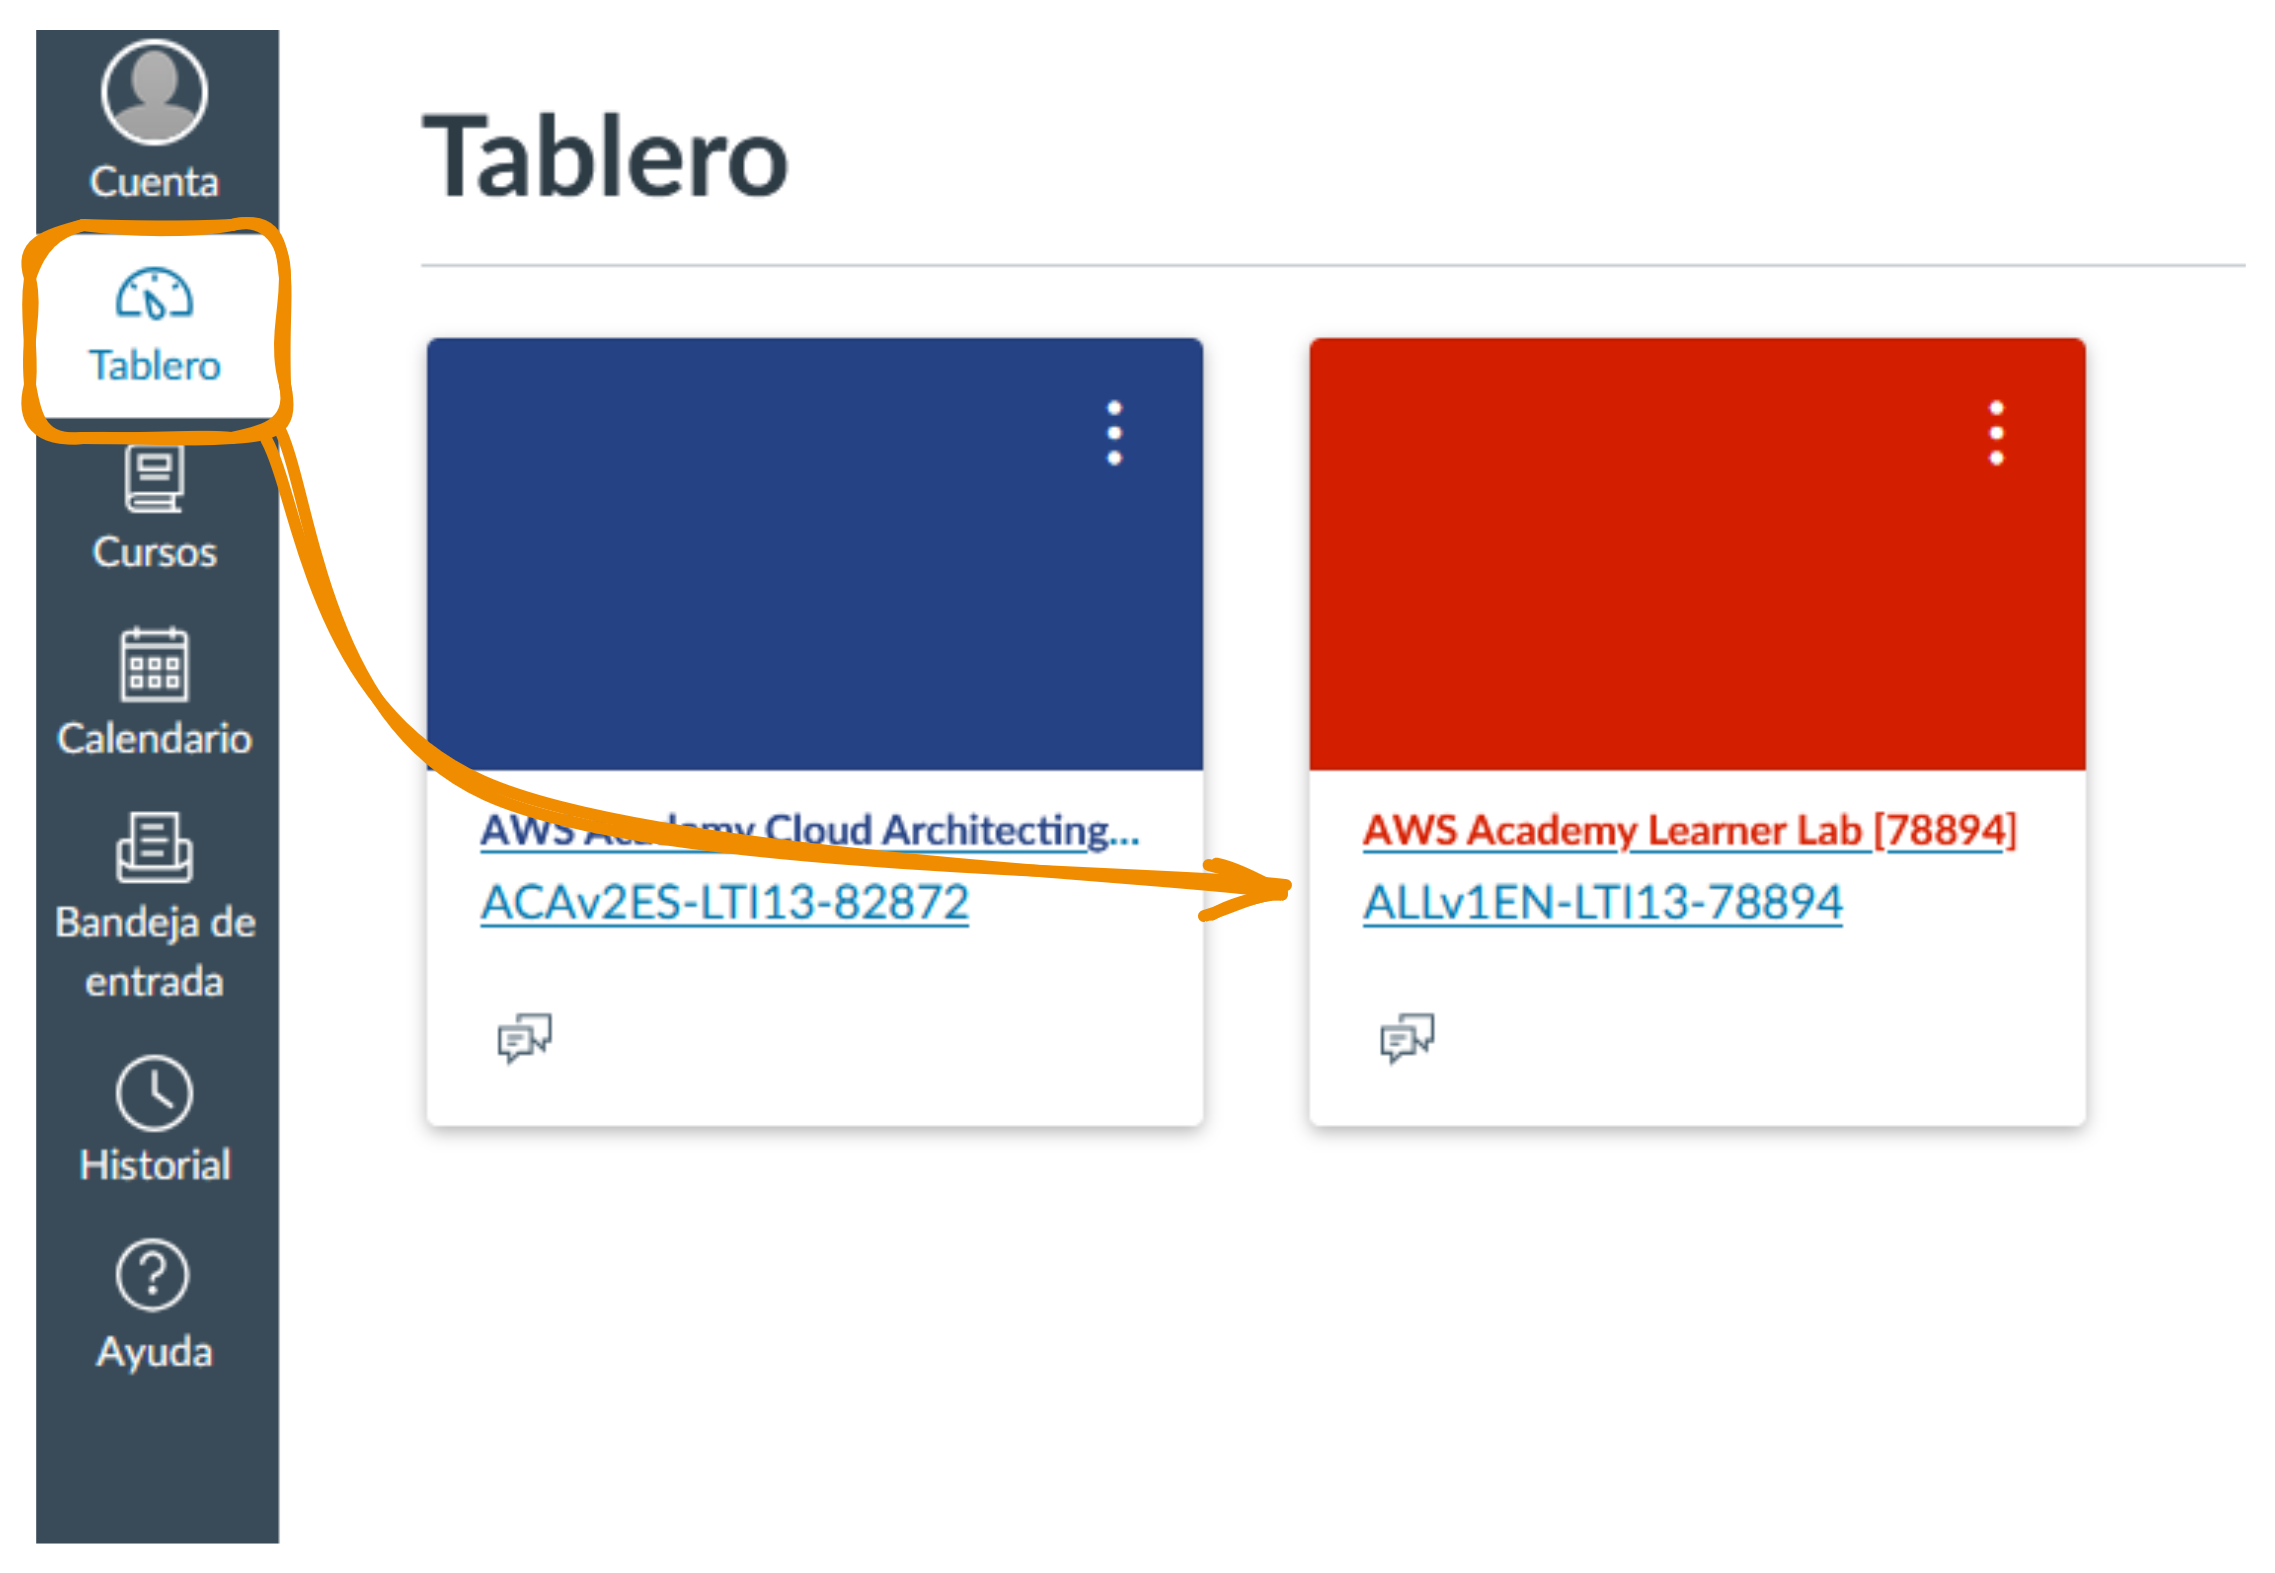 Cuenta
Tablero
Cursos
Calendario
Bandeja de
entrada
Historial
Ayuda
Tablero
AWS Academy Cloud Architecting...
ACAv2ES-LTI13-82872
AWS Academy Learner Lab [78894]
ALLv1EN-LTI13-78894